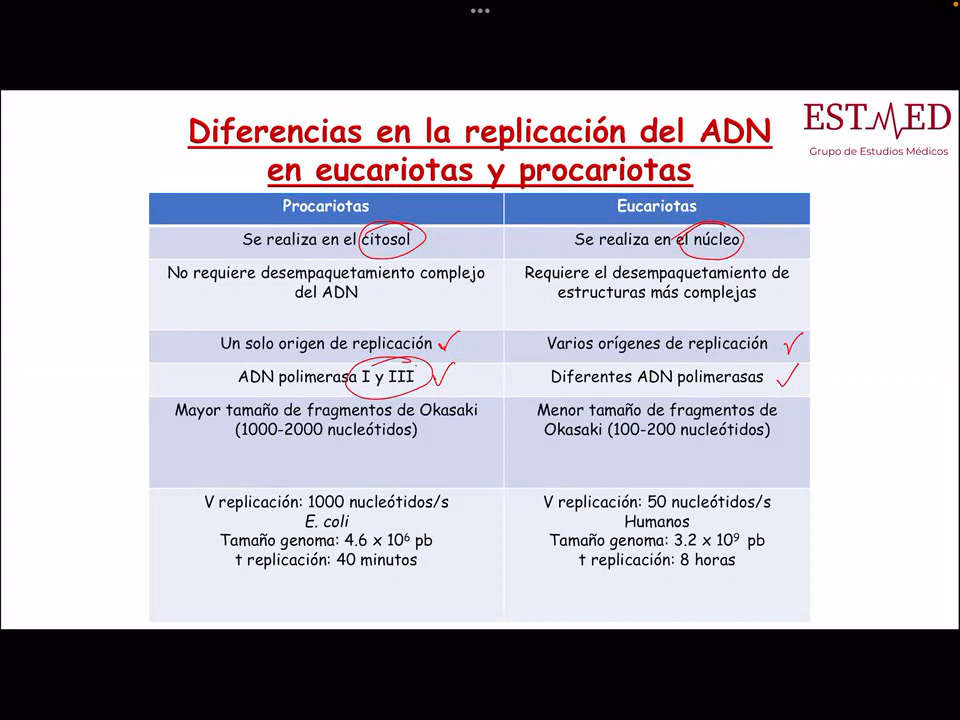 Diferencias en la replicación del ADN
en eucariotas y procariotas
ESTMED
Grupo de Estudios Médicos
Procariotas
Eucariotas
Se realiza en el citosol
Se realiza en el núcleo
No requiere desempaquetamiento complejo
del ADN
Requiere el desempaquetamiento de
estructuras más complejas
Un solo origen de replicación
Varios orígenes de replicación
ADN polimerasa I y III
Diferentes ADN polimerasas
Mayor tamaño de fragmentos de Okasaki
(1000-2000 nucleótidos)
Menor tamaño de fragmentos de
Okasaki (100-200 nucleótidos)
V replicación: 1000 nucleótidos/s
E. coli
Tamaño genoma: 4.6 x 10⁶ pb
t replicación: 40 minutos
V replicación: 50 nucleótidos/s
Humanos
Tamaño genoma: 3.2 x 10⁹ pb
t replicación: 8 horas